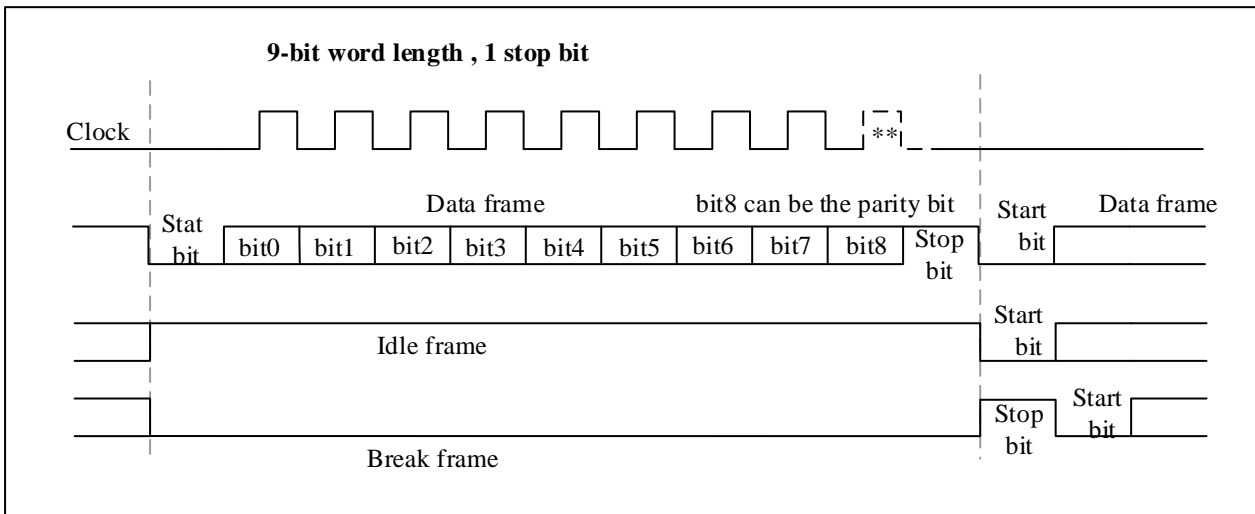 9-bit word length , 1 stop bit
Clock
**
Data frame
bit8 can be the parity bit
Data frame
Stat
bit
bit0
bit1
bit2
bit3
bit4
bit5
bit6
bit7
bit8
Stop
bit
Start
bit
Idle frame
Start
bit
Break frame
Stop
bit
Start
bit